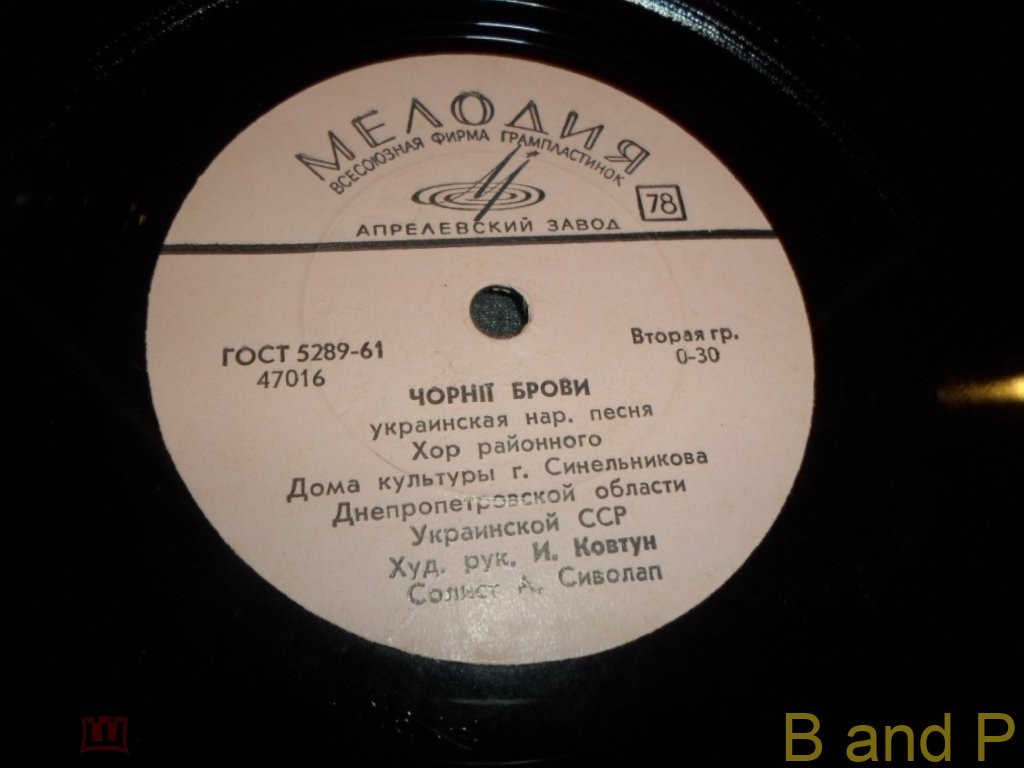 МЕЛОДИЯ
ВСЕСОЮЗНАЯ ФИРМА ГРАМПЛАСТИНОК
78
АПРЕЛЕВСКИЙ ЗАВОД
ГОСТ 5289-61
47016
Вторая гр.
0-30
ЧОРНІЇ БРОВИ
украинская нар. песня
Хор районного
Дома культуры г. Синельникова
Днепропетровской области
Украинской ССР
Худ. рук. И. Ковтун
Солист Д. Сиволап
B and P